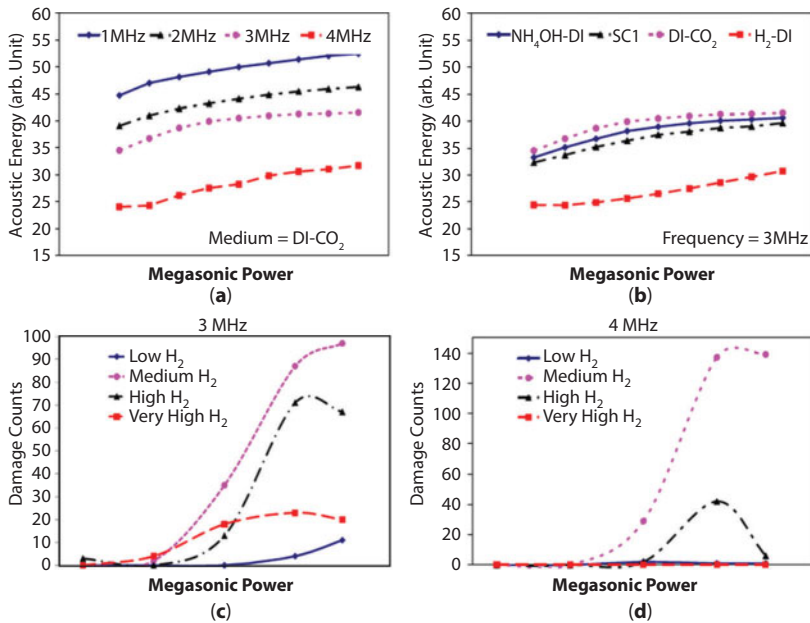 60
55
50
45
40
35
30
25
20
15
Acoustic Energy (arb. Unit)
1MHz 2MHz 3MHz 4MHz
Medium = DI-CO₂
Megasonic Power
(a)
60
55
50
45
40
35
30
25
20
15
Acoustic Energy (arb. Unit)
NH₄OH-DI SC1 DI-CO₂ H₂-DI
Frequency = 3MHz
Megasonic Power
(b)
3 MHz
100
90
80
70
60
50
40
30
20
10
0
Damage Counts
Low H₂
Medium H₂
High H₂
Very High H₂
Megasonic Power
(c)
4 MHz
140
120
100
80
60
40
20
0
Damage Counts
Low H₂
Medium H₂
High H₂
Very High H₂
Megasonic Power
(d)